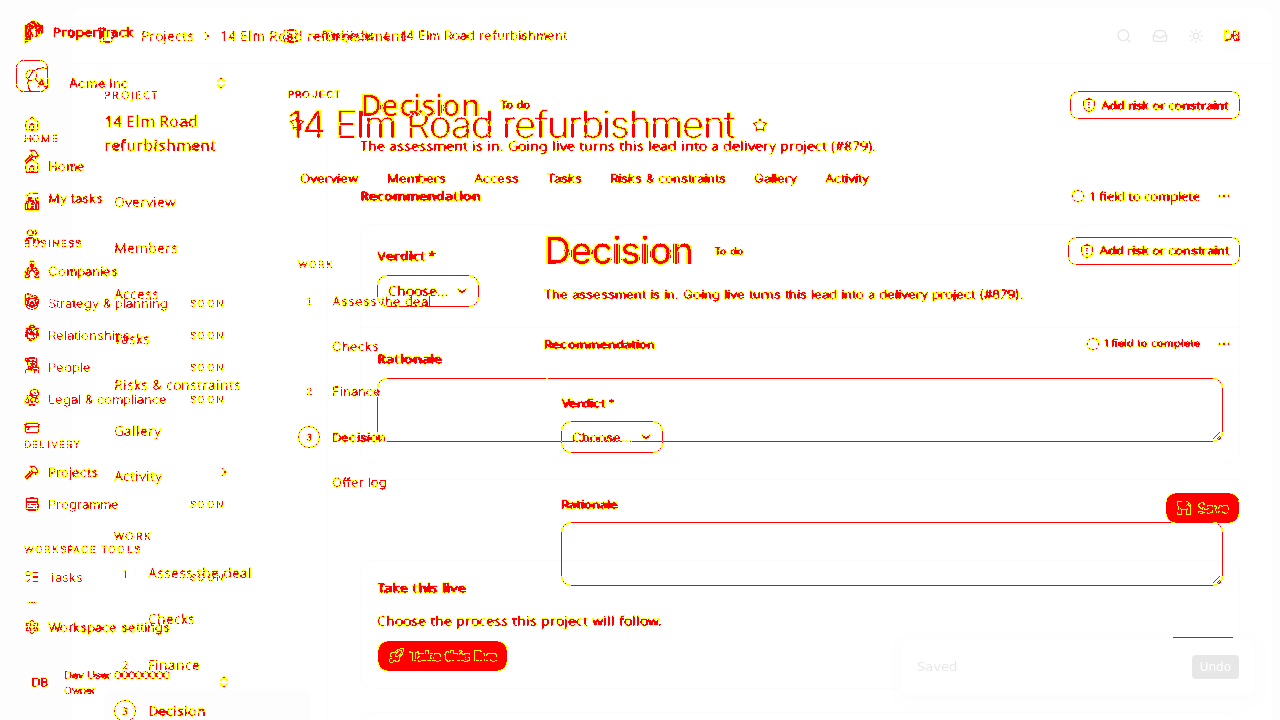 ProperTrack
Projects > 14 Elm Road refurbishment
14 Elm Road refurbishment
DB
Acme Inc
PROJECT
14 Elm Road
refurbishment
PROJECT
14 Elm Road refurbishment
Decision To do
Add risk or constraint
The assessment is in. Going live turns this lead into a delivery project (#879).
HOME
Home
My tasks
BUSINESS
Companies
Strategy & planning SOON
Relationships SOON
People SOON
Legal & compliance SOON
DELIVERY
Projects
Programme SOON
WORKSPACE TOOLS
Tasks
Workspace settings
DB
Dev User 00000000
Owner
Overview
Members
Access
Tasks
Risks & constraints
Gallery
Activity
WORK
1 Assess the deal
Checks
2 Finance
3 Decision
Overview Members Access Tasks Risks & constraints Gallery Activity
Recommendation
1 field to complete
WORK
1 Assess the deal
Checks
2 Finance
3 Decision
Offer log
Verdict *
Choose...
Rationale
Decision To do
Add risk or constraint
The assessment is in. Going live turns this lead into a delivery project (#879).
Recommendation
1 field to complete
Verdict *
Choose...
Rationale
Save
Take this live
Choose the process this project will follow.
Take this live
Saved
Undo